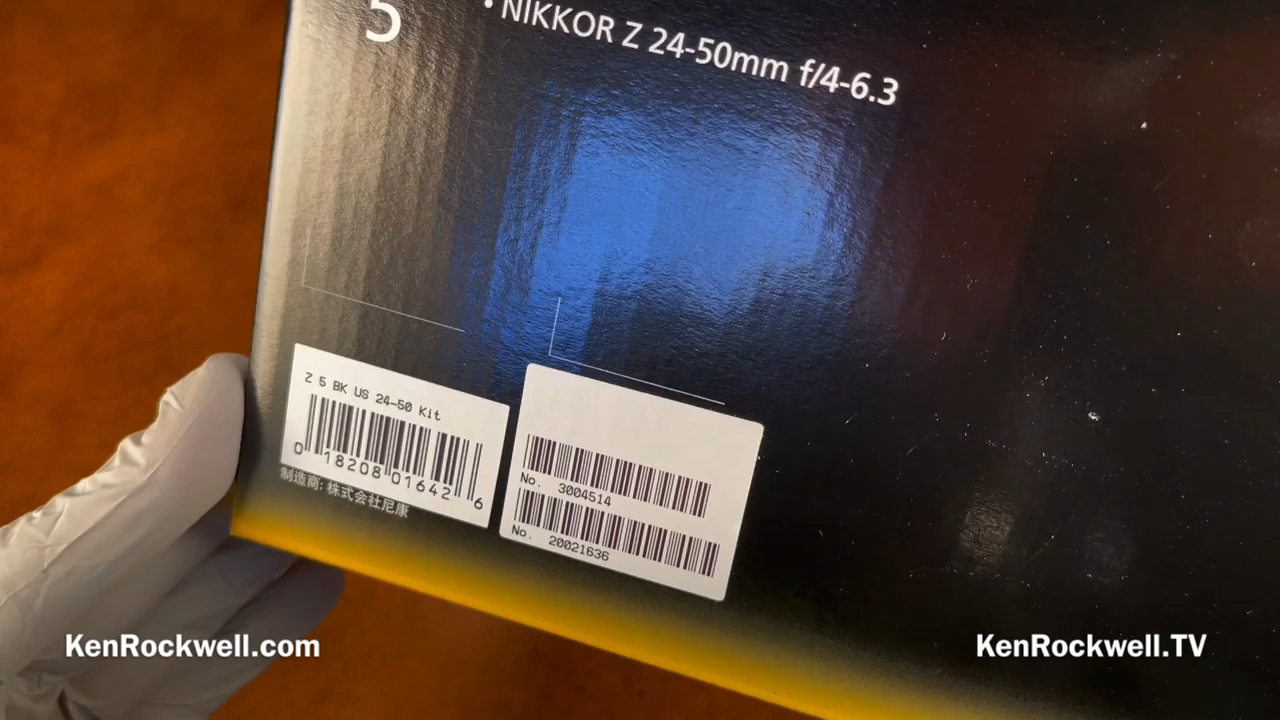 5
• NIKKOR Z 24-50mm f/4-6.3
Z 5 BK US 24-50 Kit
0 18208 01642 6
制造商: 株式会社尼康
No. 3004514
No. 20021636
KenRockwell.com
KenRockwell.TV